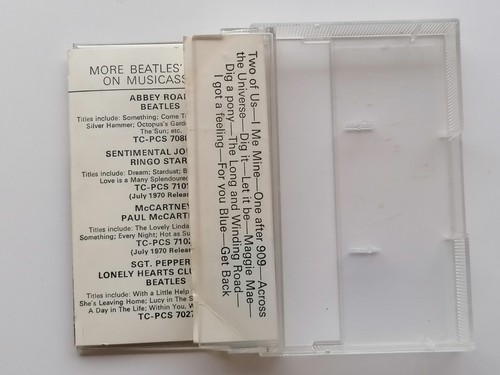 MORE BEATLES'
ON MUSICASS
ABBEY ROA
BEATLES
Titles include: Something; Come T
Silver Hammer; Octopus's Gard
The Sun; etc.
TC-PCS 708
SENTIMENTAL JOU
RINGO STAR
Titles include: Dream; Stardust; B
Love is a Many Splendoured
TC-PCS 710
(July 1970 Relea
McCARTNEY
PAUL McCART
Titles include: The Lovely Linda
Something; Every Night; Hot as Su
TC-PCS 7102
(July 1970 Relea
SGT. PEPPER
LONELY HEARTS CLU
BEATLES
Titles include: With a Little Help
She's Leaving Home; Lucy in The S
A Day in The Life; Within You, W
TC-PCS 702
Two of Us—I Me Mine—One after 909—Across
the Universe—Dig it—Let it be—Maggie Mae—
Dig a pony—The Long and Winding Road—
I got a feeling—For you Blue—Get Back